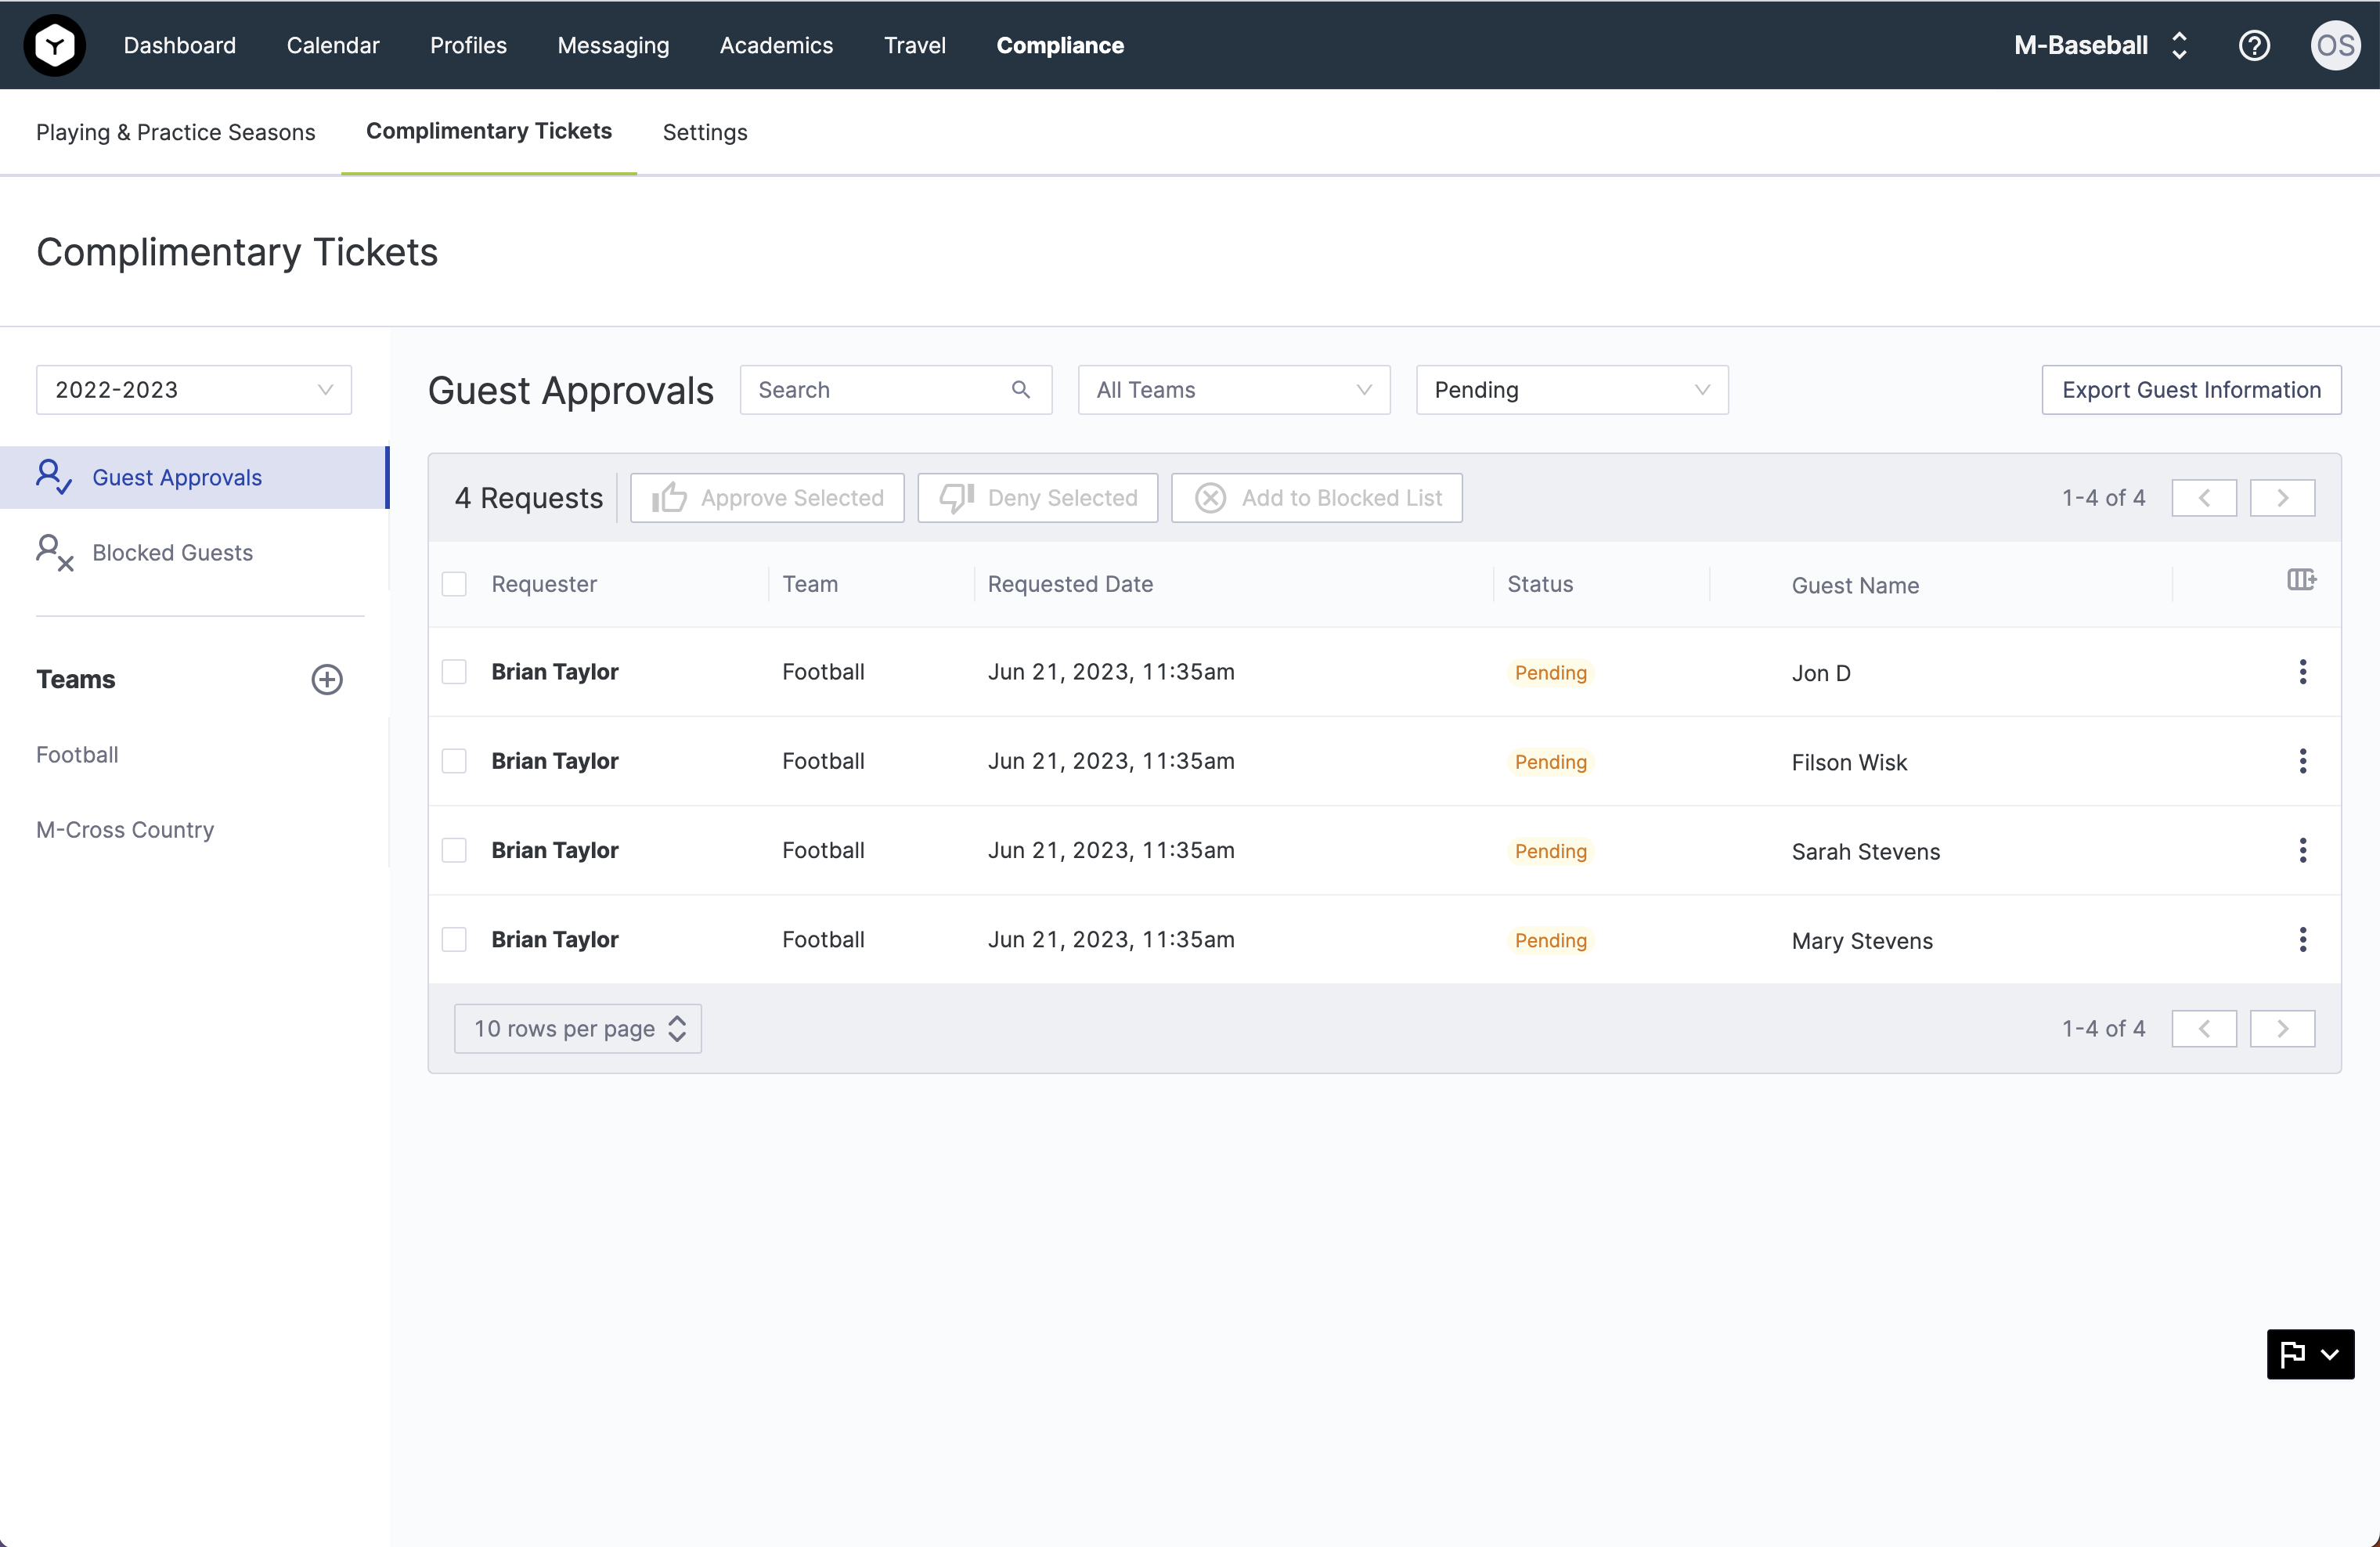 Dashboard Calendar Profiles Messaging Academics Travel Compliance M-Baseball OS
Playing & Practice Seasons Complimentary Tickets Settings
Complimentary Tickets
2022-2023
Guest Approvals
Blocked Guests
Teams
Football
M-Cross Country
Guest Approvals Search All Teams Pending Export Guest Information
4 Requests Approve Selected Deny Selected Add to Blocked List 1-4 of 4
Requester Team Requested Date Status Guest Name
Brian Taylor Football Jun 21, 2023, 11:35am Pending Jon D
Brian Taylor Football Jun 21, 2023, 11:35am Pending Filson Wisk
Brian Taylor Football Jun 21, 2023, 11:35am Pending Sarah Stevens
Brian Taylor Football Jun 21, 2023, 11:35am Pending Mary Stevens
10 rows per page 1-4 of 4